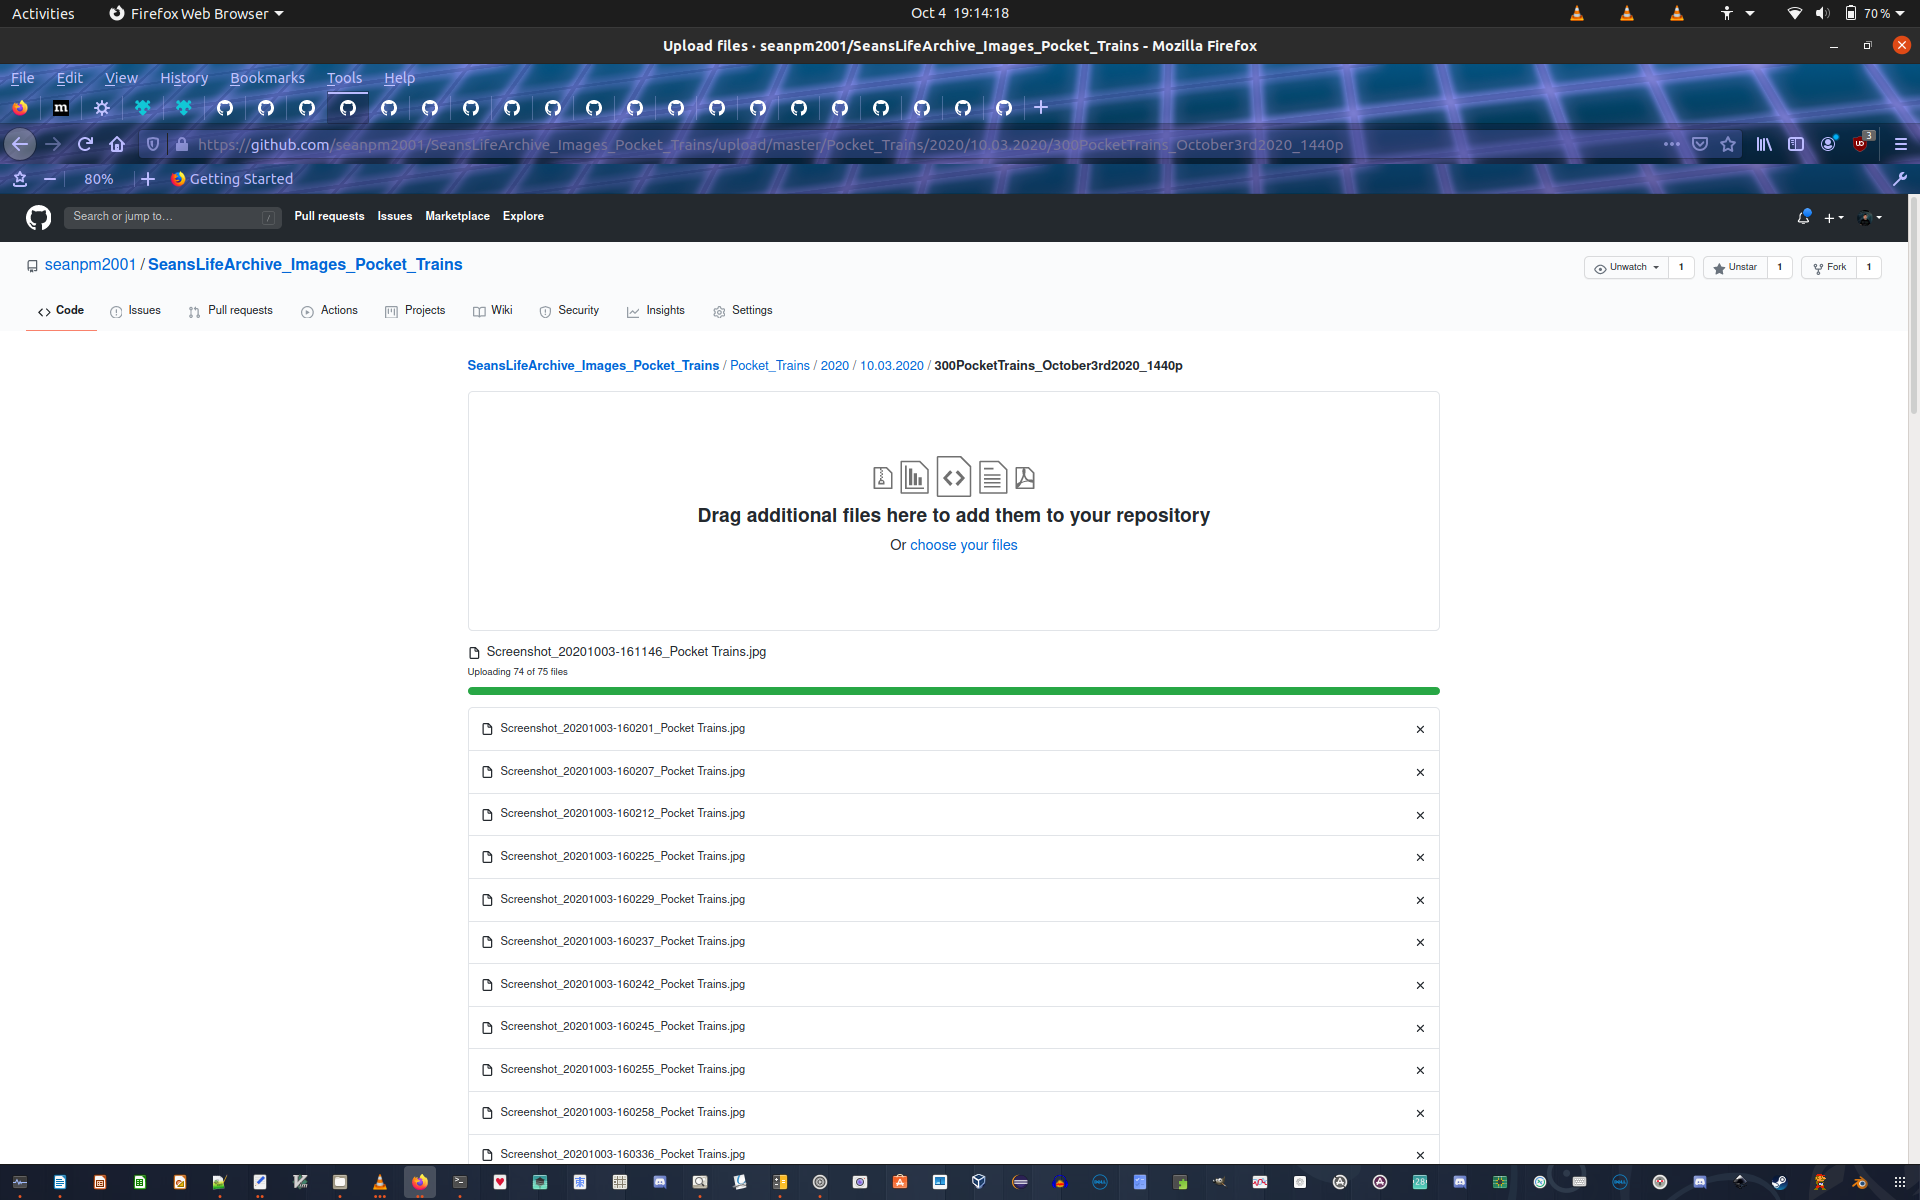 Activities Firefox Web Browser Oct 4 19:14:18 70 %
Upload files · seanpm2001/SeansLifeArchive_Images_Pocket_Trains - Mozilla Firefox
File Edit View History Bookmarks Tools Help
m
https://github.com/seanpm2001/SeansLifeArchive_Images_Pocket_Trains/upload/master/Pocket_Trains/2020/10.03.2020/300PocketTrains_October3rd2020_1440p 3
80% Getting Started
Search or jump to… / Pull requests Issues Marketplace Explore
seanpm2001 / SeansLifeArchive_Images_Pocket_Trains Unwatch 1 Unstar 1 Fork 1
Code Issues Pull requests Actions Projects Wiki Security Insights Settings
SeansLifeArchive_Images_Pocket_Trains / Pocket_Trains / 2020 / 10.03.2020 / 300PocketTrains_October3rd2020_1440p
Drag additional files here to add them to your repository
Or choose your files
Screenshot_20201003-161146_Pocket Trains.jpg
Uploading 74 of 75 files
Screenshot_20201003-160201_Pocket Trains.jpg
Screenshot_20201003-160207_Pocket Trains.jpg
Screenshot_20201003-160212_Pocket Trains.jpg
Screenshot_20201003-160225_Pocket Trains.jpg
Screenshot_20201003-160229_Pocket Trains.jpg
Screenshot_20201003-160237_Pocket Trains.jpg
Screenshot_20201003-160242_Pocket Trains.jpg
Screenshot_20201003-160245_Pocket Trains.jpg
Screenshot_20201003-160255_Pocket Trains.jpg
Screenshot_20201003-160258_Pocket Trains.jpg
Screenshot_20201003-160336_Pocket Trains.jpg